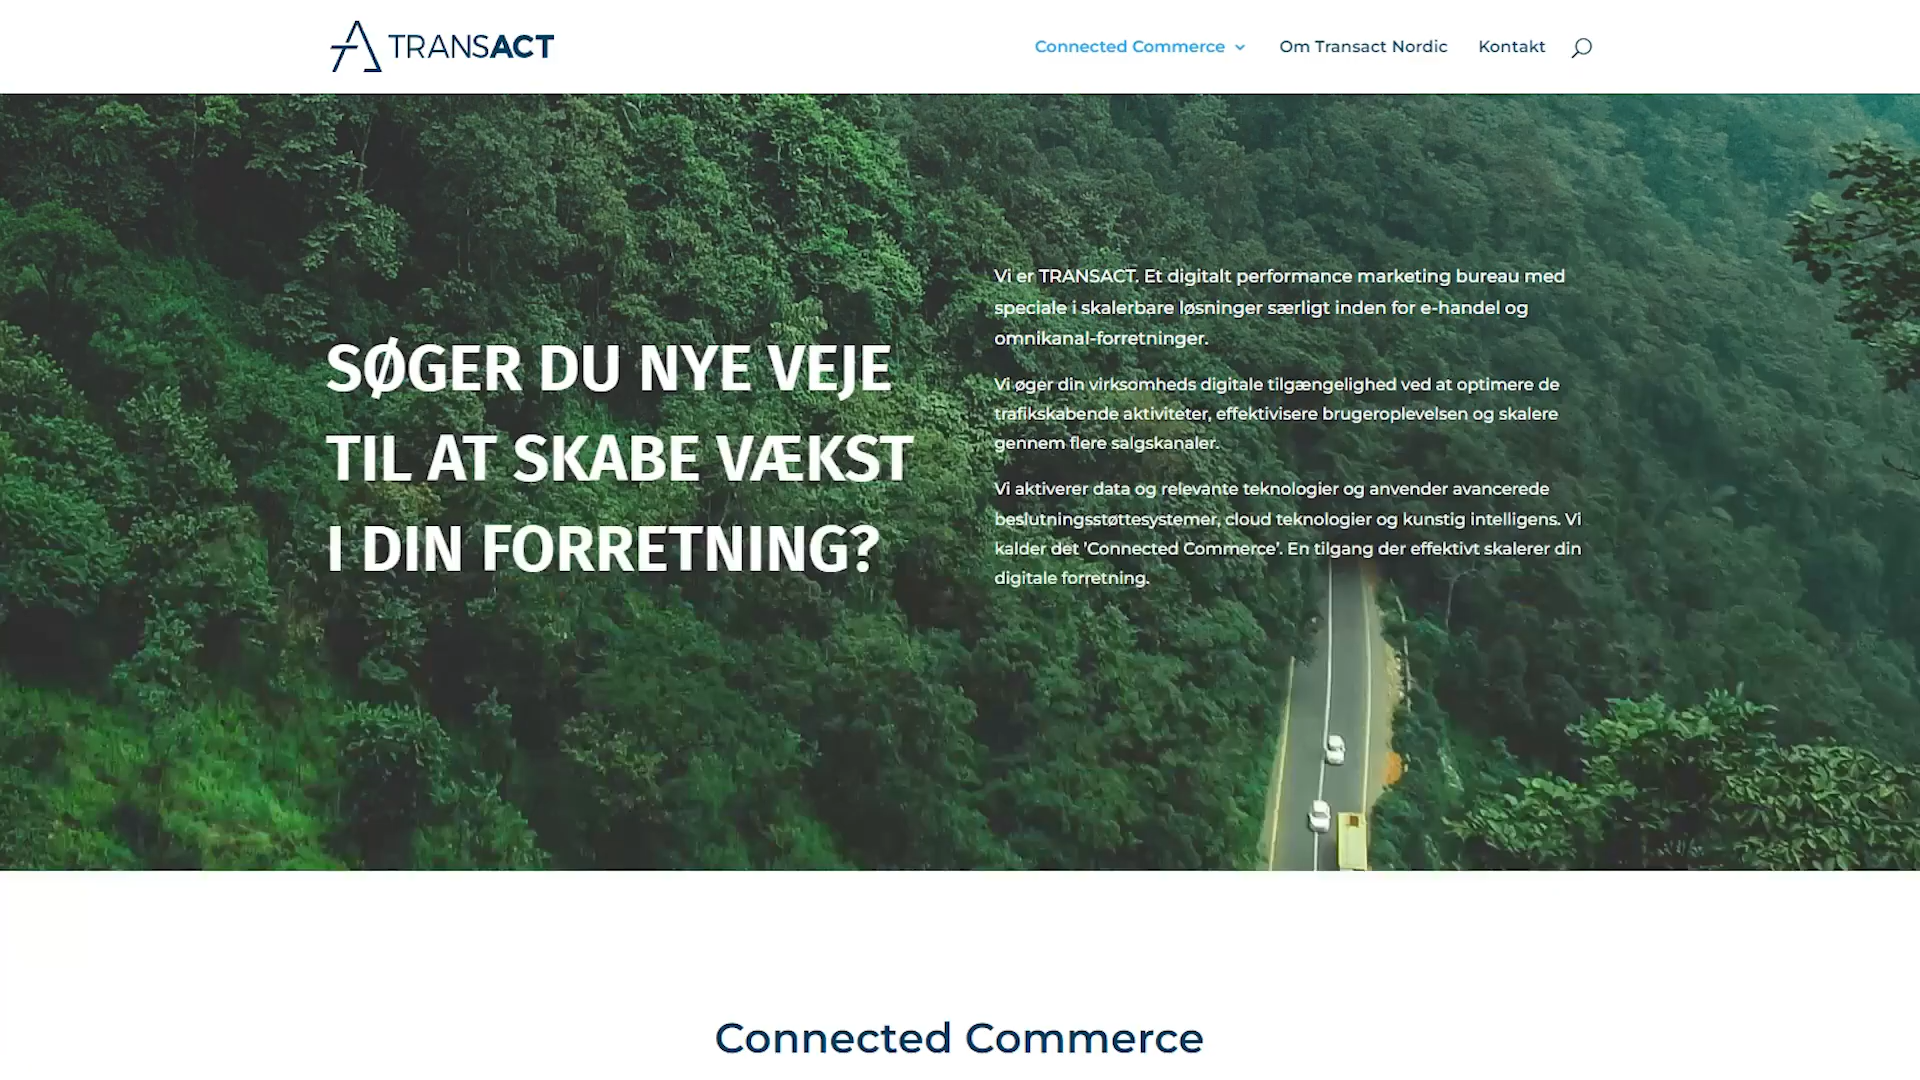 TRANSACT
Connected Commerce
Om Transact Nordic
Kontakt
SØGER DU NYE VEJE
TIL AT SKABE VÆKST
I DIN FORRETNING?
Vi er TRANSACT. Et digitalt performance marketing bureau med
speciale i skalerbare løsninger særligt inden for e-handel og
omnikanal-forretninger.
Vi øger din virksomheds digitale tilgængelighed ved at optimere de
trafikskabende aktiviteter, effektivisere brugeroplevelsen og skalere
gennem flere salgskanaler.
Vi aktiverer data og relevante teknologier og anvender avancerede
beslutningsstøttesystemer, cloud teknologier og kunstig intelligens. Vi
kalder det 'Connected Commerce'. En tilgang der effektivt skalerer din
digitale forretning.
Connected Commerce